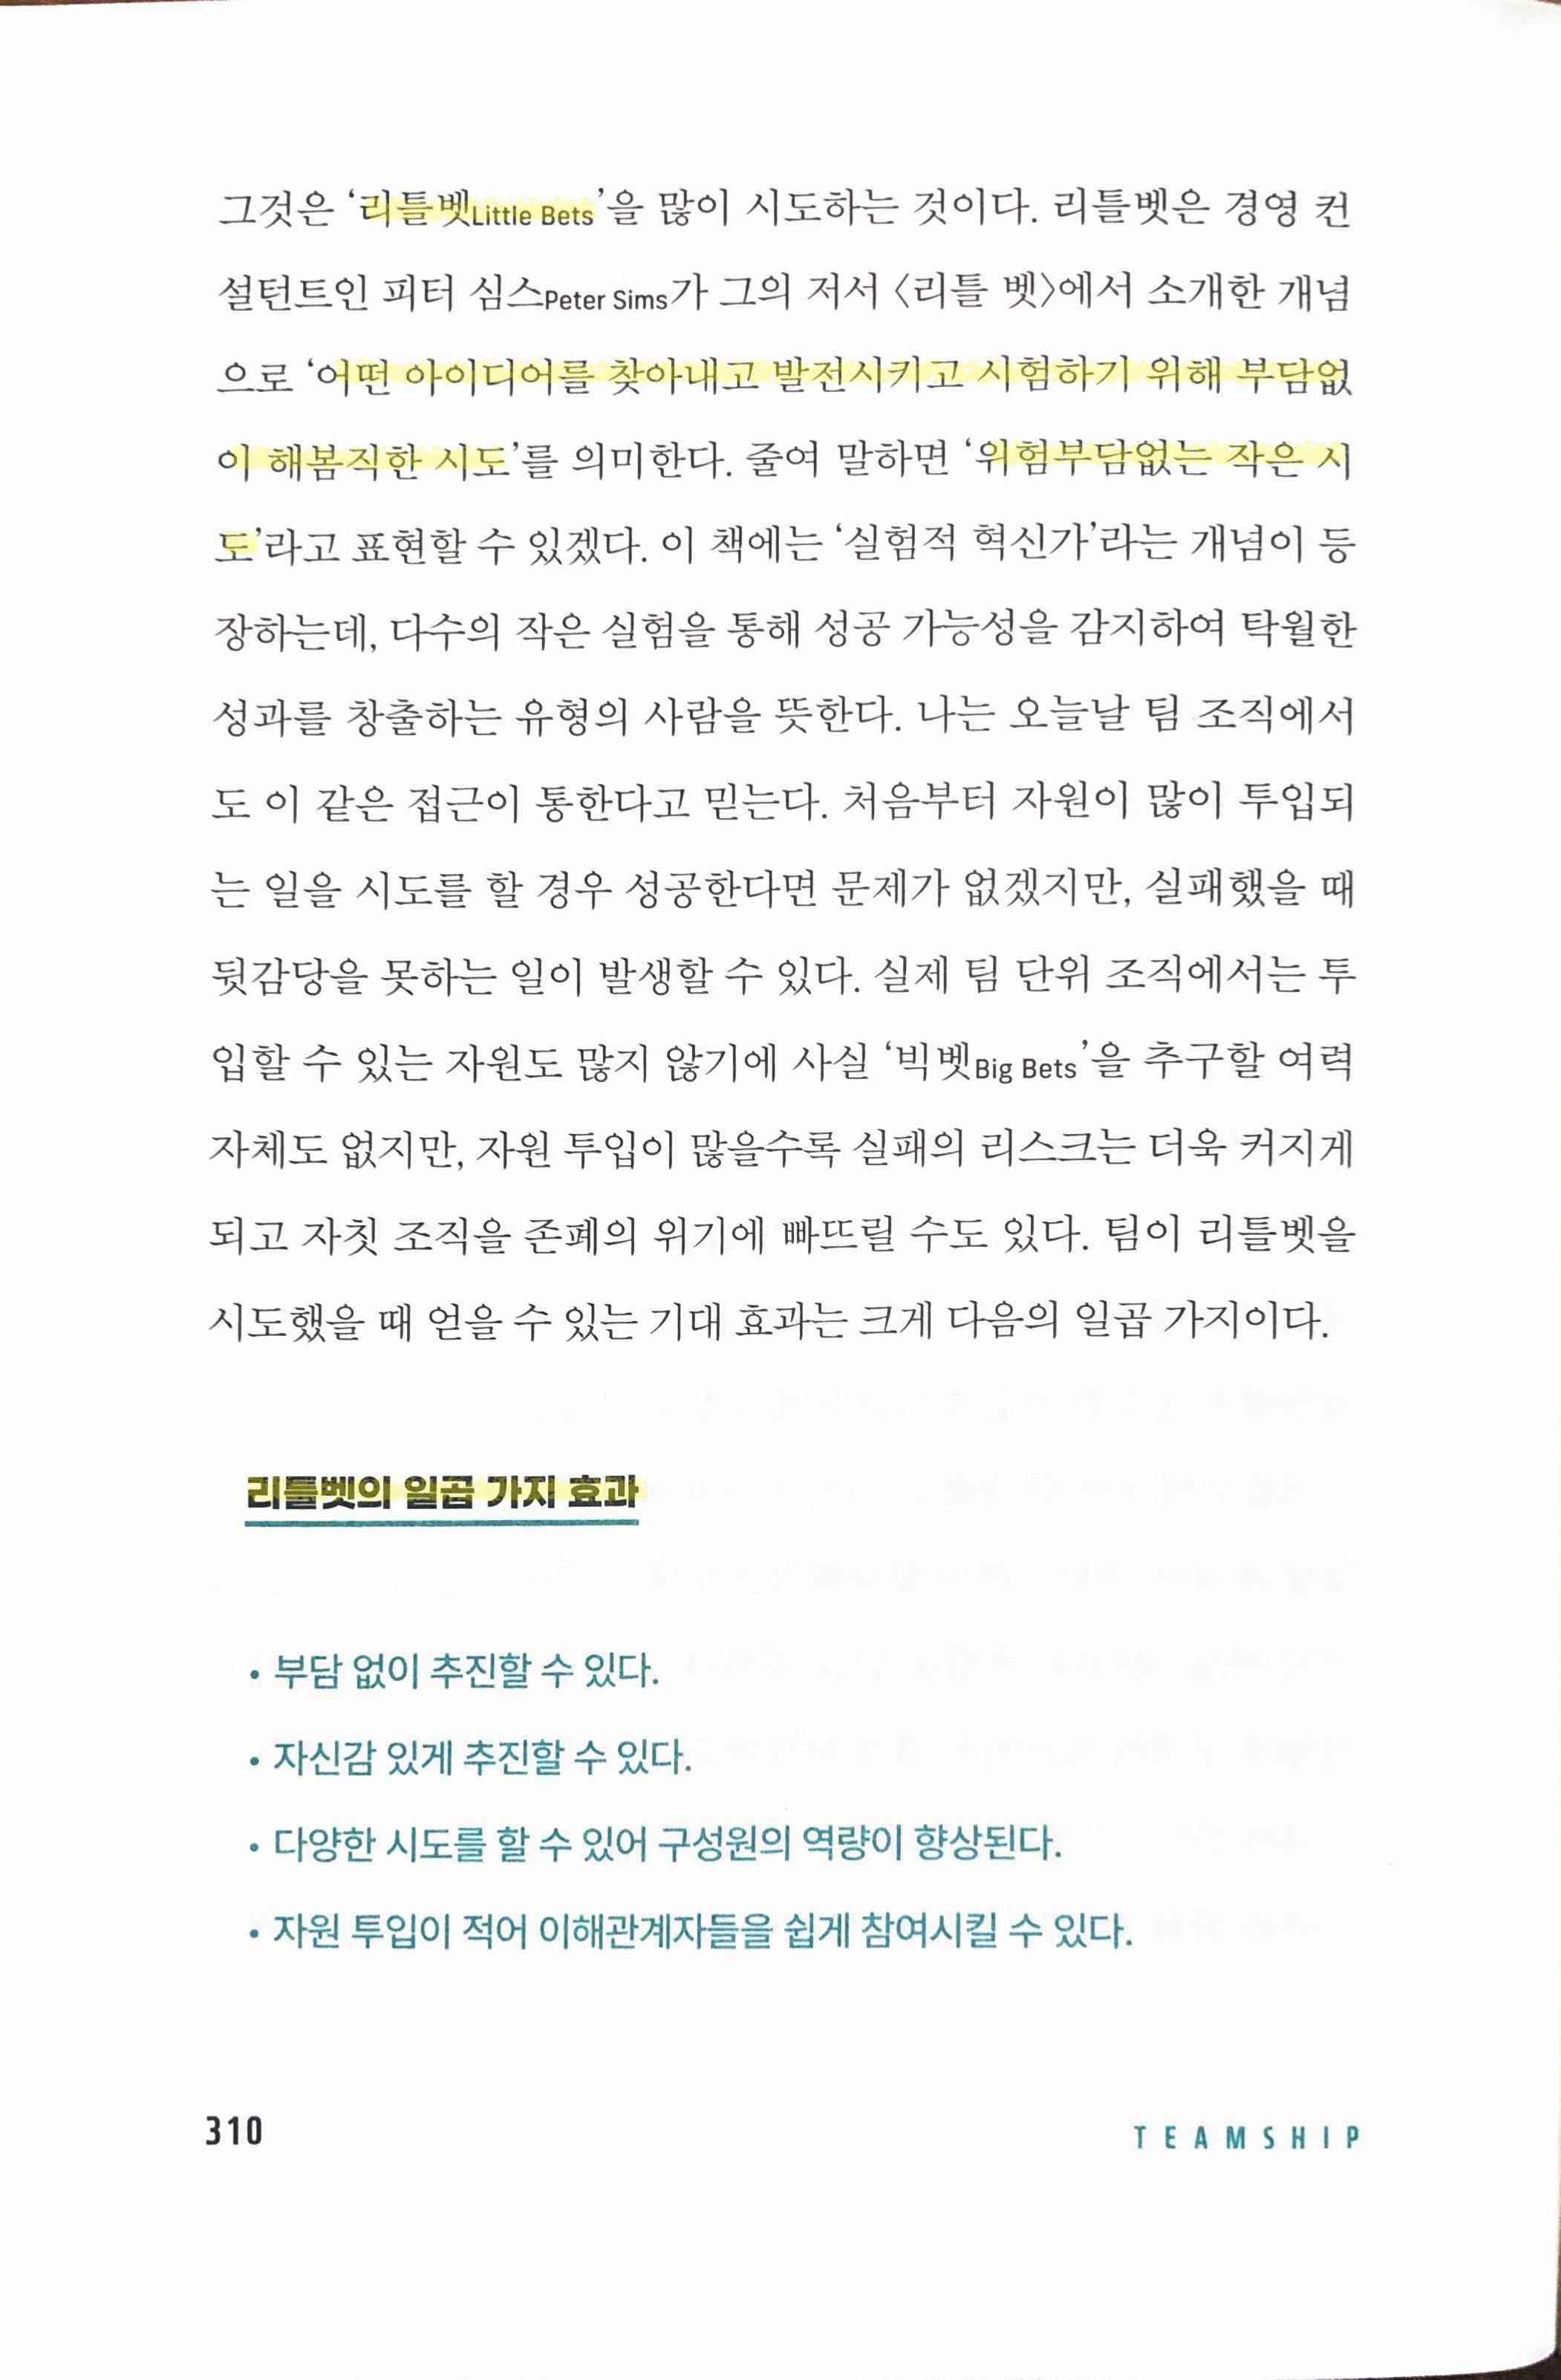 그것은 ‘리틀벳Little Bets’을 많이 시도하는 것이다. 리틀벳은 경영 컨
설턴트인 피터 심스Peter Sims가 그의 저서 〈리틀 벳〉에서 소개한 개념
으로 ‘어떤 아이디어를 찾아내고 발전시키고 시험하기 위해 부담없
이 해봄직한 시도’를 의미한다. 줄여 말하면 ‘위험부담없는 작은 시
도’라고 표현할 수 있겠다. 이 책에는 ‘실험적 혁신가’라는 개념이 등
장하는데, 다수의 작은 실험을 통해 성공 가능성을 감지하여 탁월한
성과를 창출하는 유형의 사람을 뜻한다. 나는 오늘날 팀 조직에서
도 이 같은 접근이 통한다고 믿는다. 처음부터 자원이 많이 투입되
는 일을 시도를 할 경우 성공한다면 문제가 없겠지만, 실패했을 때
뒷감당을 못하는 일이 발생할 수 있다. 실제 팀 단위 조직에서는 투
입할 수 있는 자원도 많지 않기에 사실 ‘빅벳Big Bets’을 추구할 여력
자체도 없지만, 자원 투입이 많을수록 실패의 리스크는 더욱 커지게
되고 자칫 조직을 존폐의 위기에 빠뜨릴 수도 있다. 팀이 리틀벳을
시도했을 때 얻을 수 있는 기대 효과는 크게 다음의 일곱 가지이다.
리틀벳의 일곱 가지 효과
• 부담 없이 추진할 수 있다.
• 자신감 있게 추진할 수 있다.
• 다양한 시도를 할 수 있어 구성원의 역량이 향상된다.
• 자원 투입이 적어 이해관계자들을 쉽게 참여시킬 수 있다.
310
TEAMSHIP